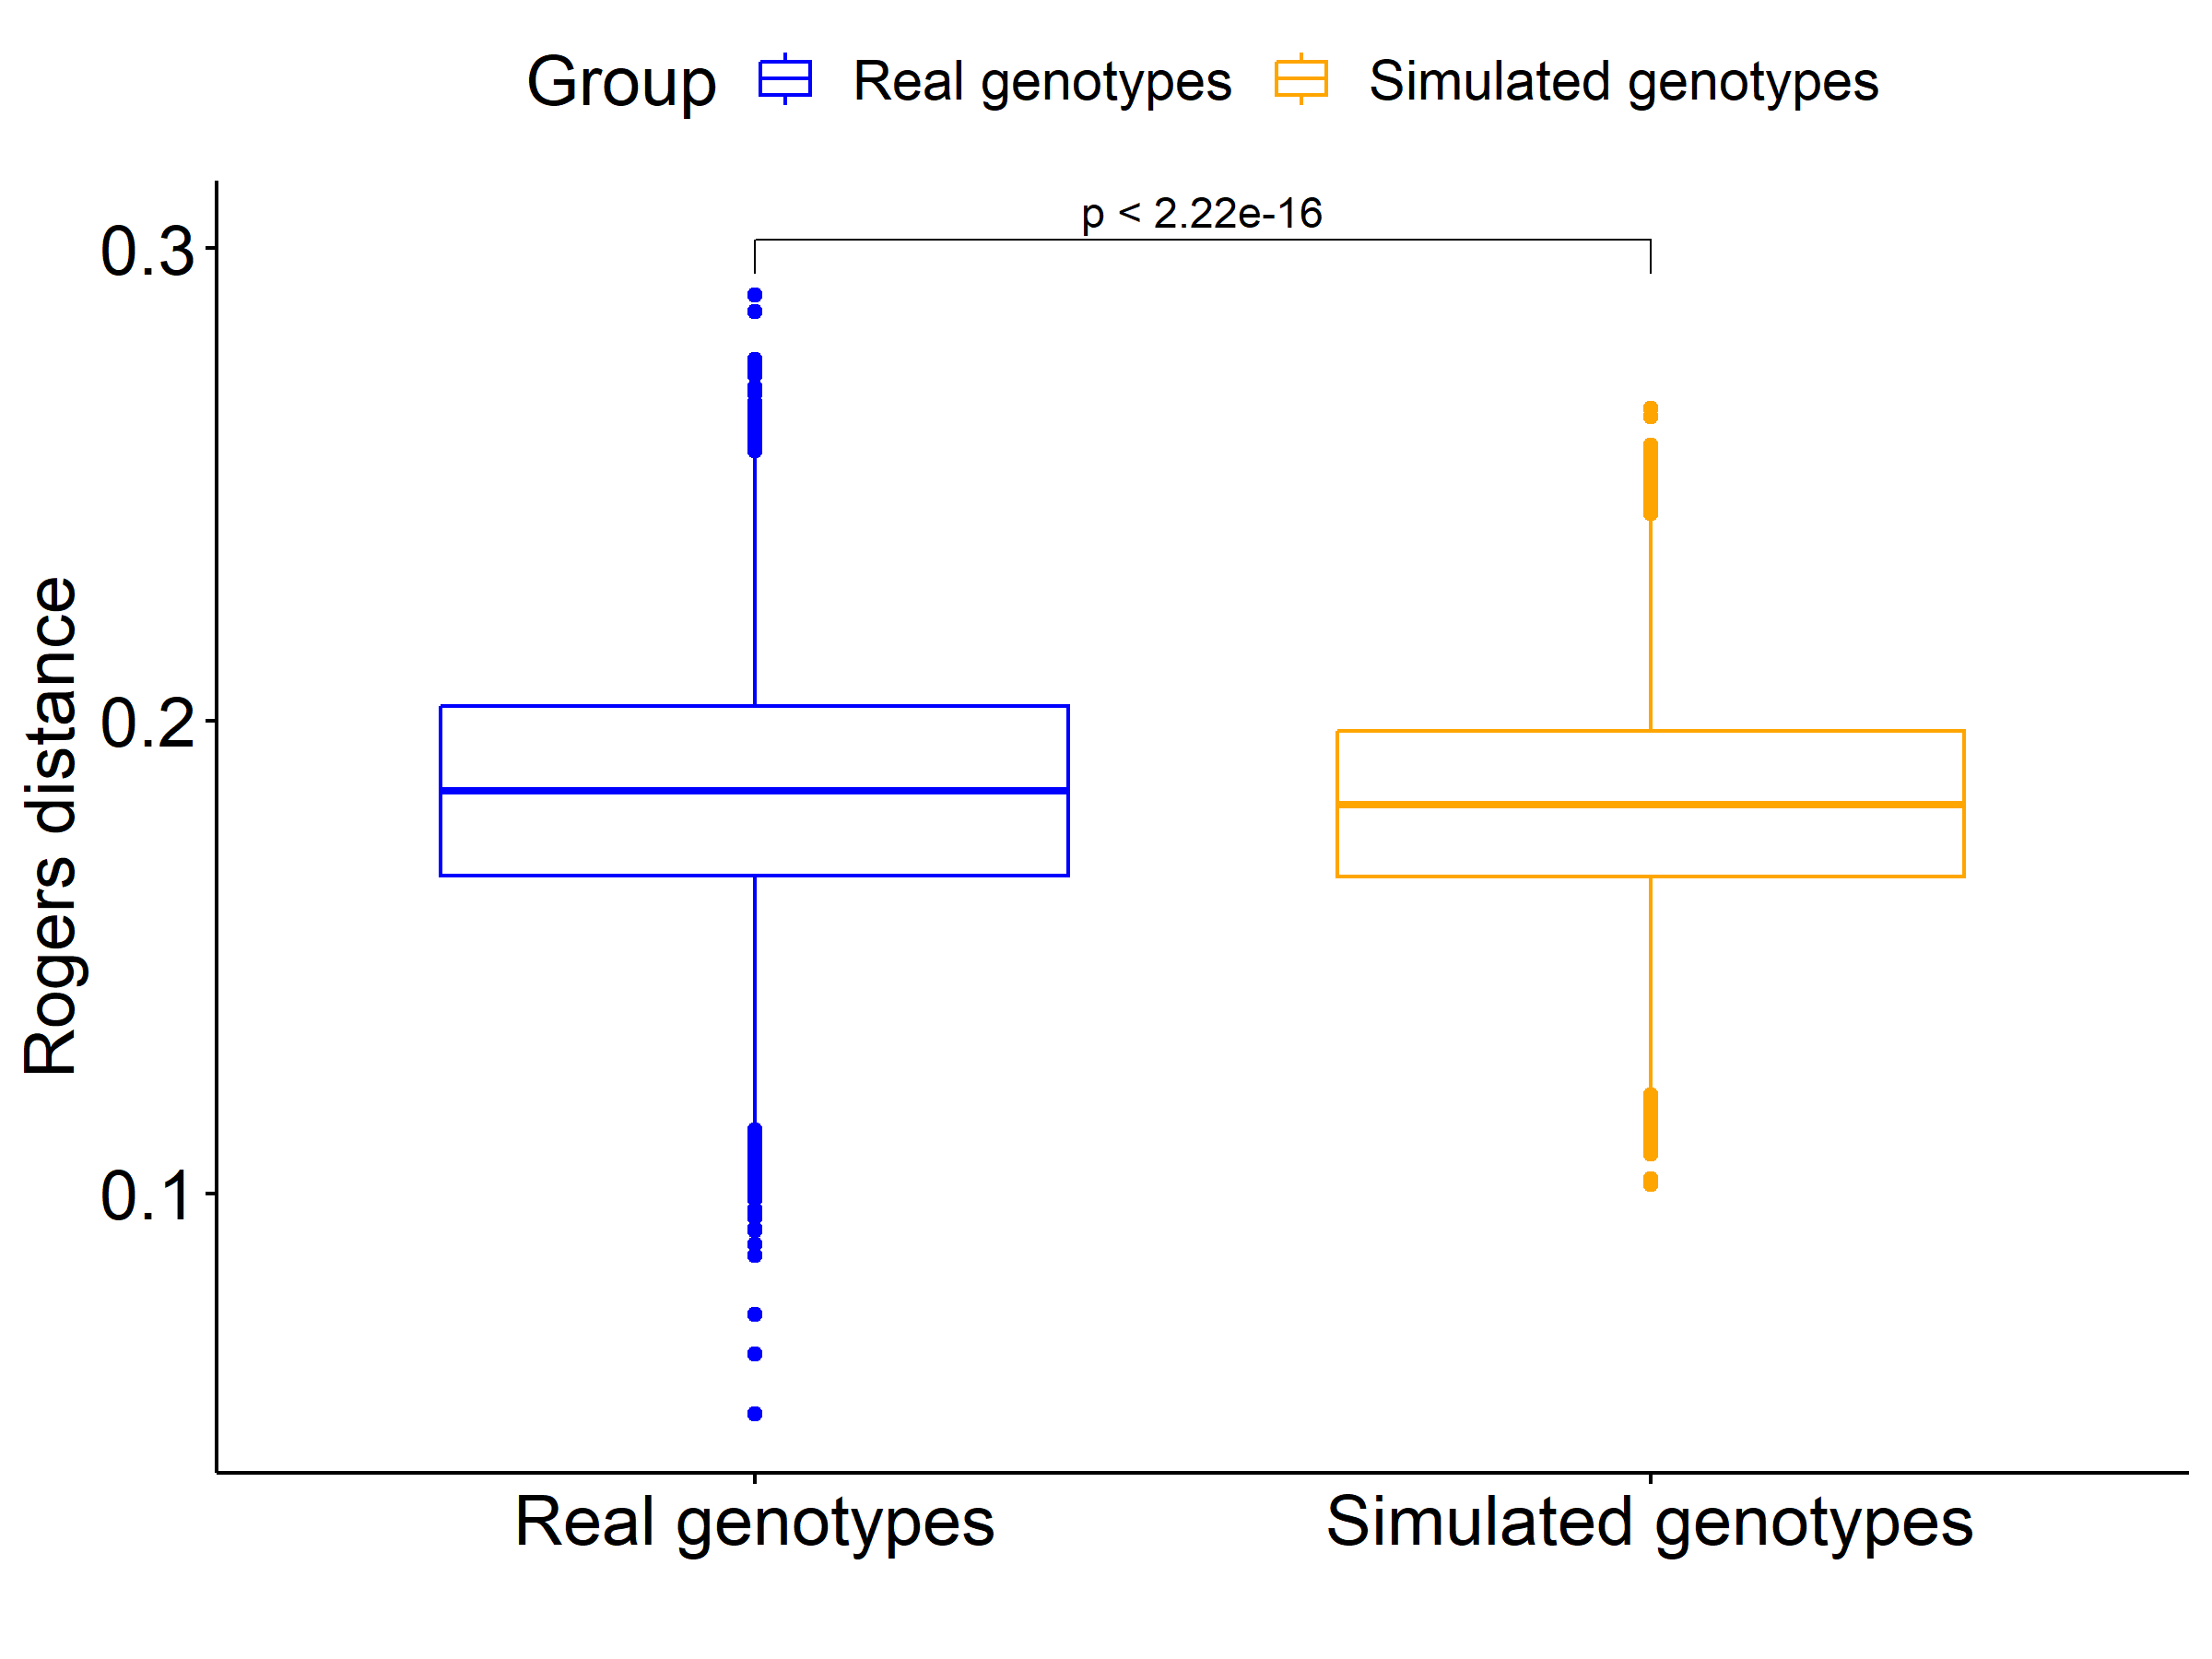 Group Real genotypes Simulated genotypes
p < 2.22e-16
0.3
0.2
0.1
Rogers distance
Real genotypes Simulated genotypes